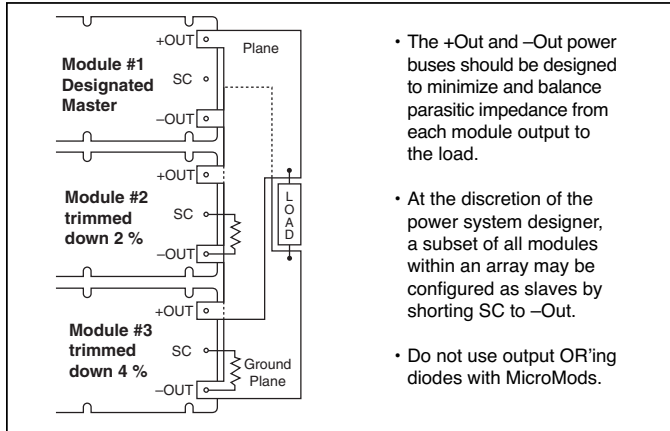 +OUT
Plane
Module #1
Designated
Master
SC
–OUT
+OUT
Module #2
trimmed
down 2 %
SC
–OUT
LOAD
+OUT
Module #3
trimmed
down 4 %
SC
Ground
Plane
–OUT
• The +Out and –Out power
buses should be designed
to minimize and balance
parasitic impedance from
each module output to
the load.
• At the discretion of the
power system designer,
a subset of all modules
within an array may be
configured as slaves by
shorting SC to –Out.
• Do not use output OR'ing
diodes with MicroMods.